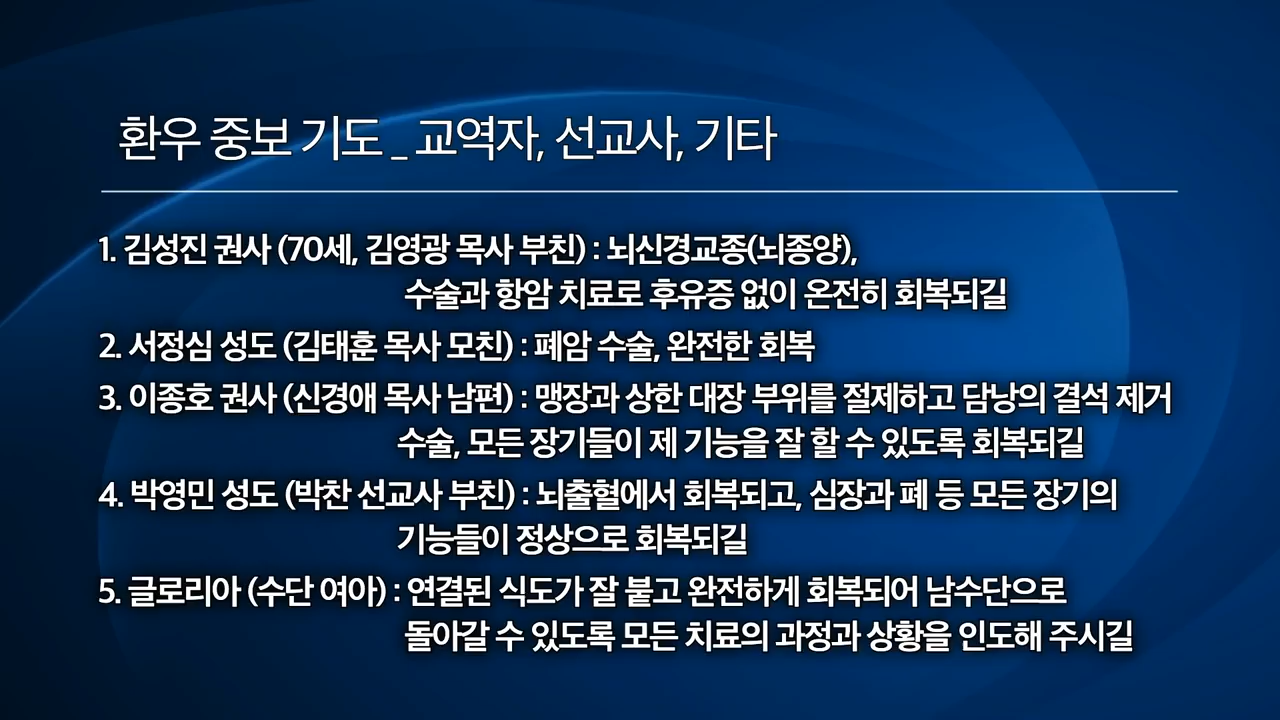 환우 중보 기도 _ 교역자, 선교사, 기타
1. 김성진 권사 (70세, 김영광 목사 부친) : 뇌신경교종(뇌종양),
수술과 항암 치료로 후유증 없이 온전히 회복되길
2. 서정심 성도 (김태훈 목사 모친) : 폐암 수술, 완전한 회복
3. 이종호 권사 (신경애 목사 남편) : 맹장과 상한 대장 부위를 절제하고 담낭의 결석 제거
수술, 모든 장기들이 제 기능을 잘 할 수 있도록 회복되길
4. 박영민 성도 (박찬 선교사 부친) : 뇌출혈에서 회복되고, 심장과 폐 등 모든 장기의
기능들이 정상으로 회복되길
5. 글로리아 (수단 여아) : 연결된 식도가 잘 붙고 완전하게 회복되어 남수단으로
돌아갈 수 있도록 모든 치료의 과정과 상황을 인도해 주시길